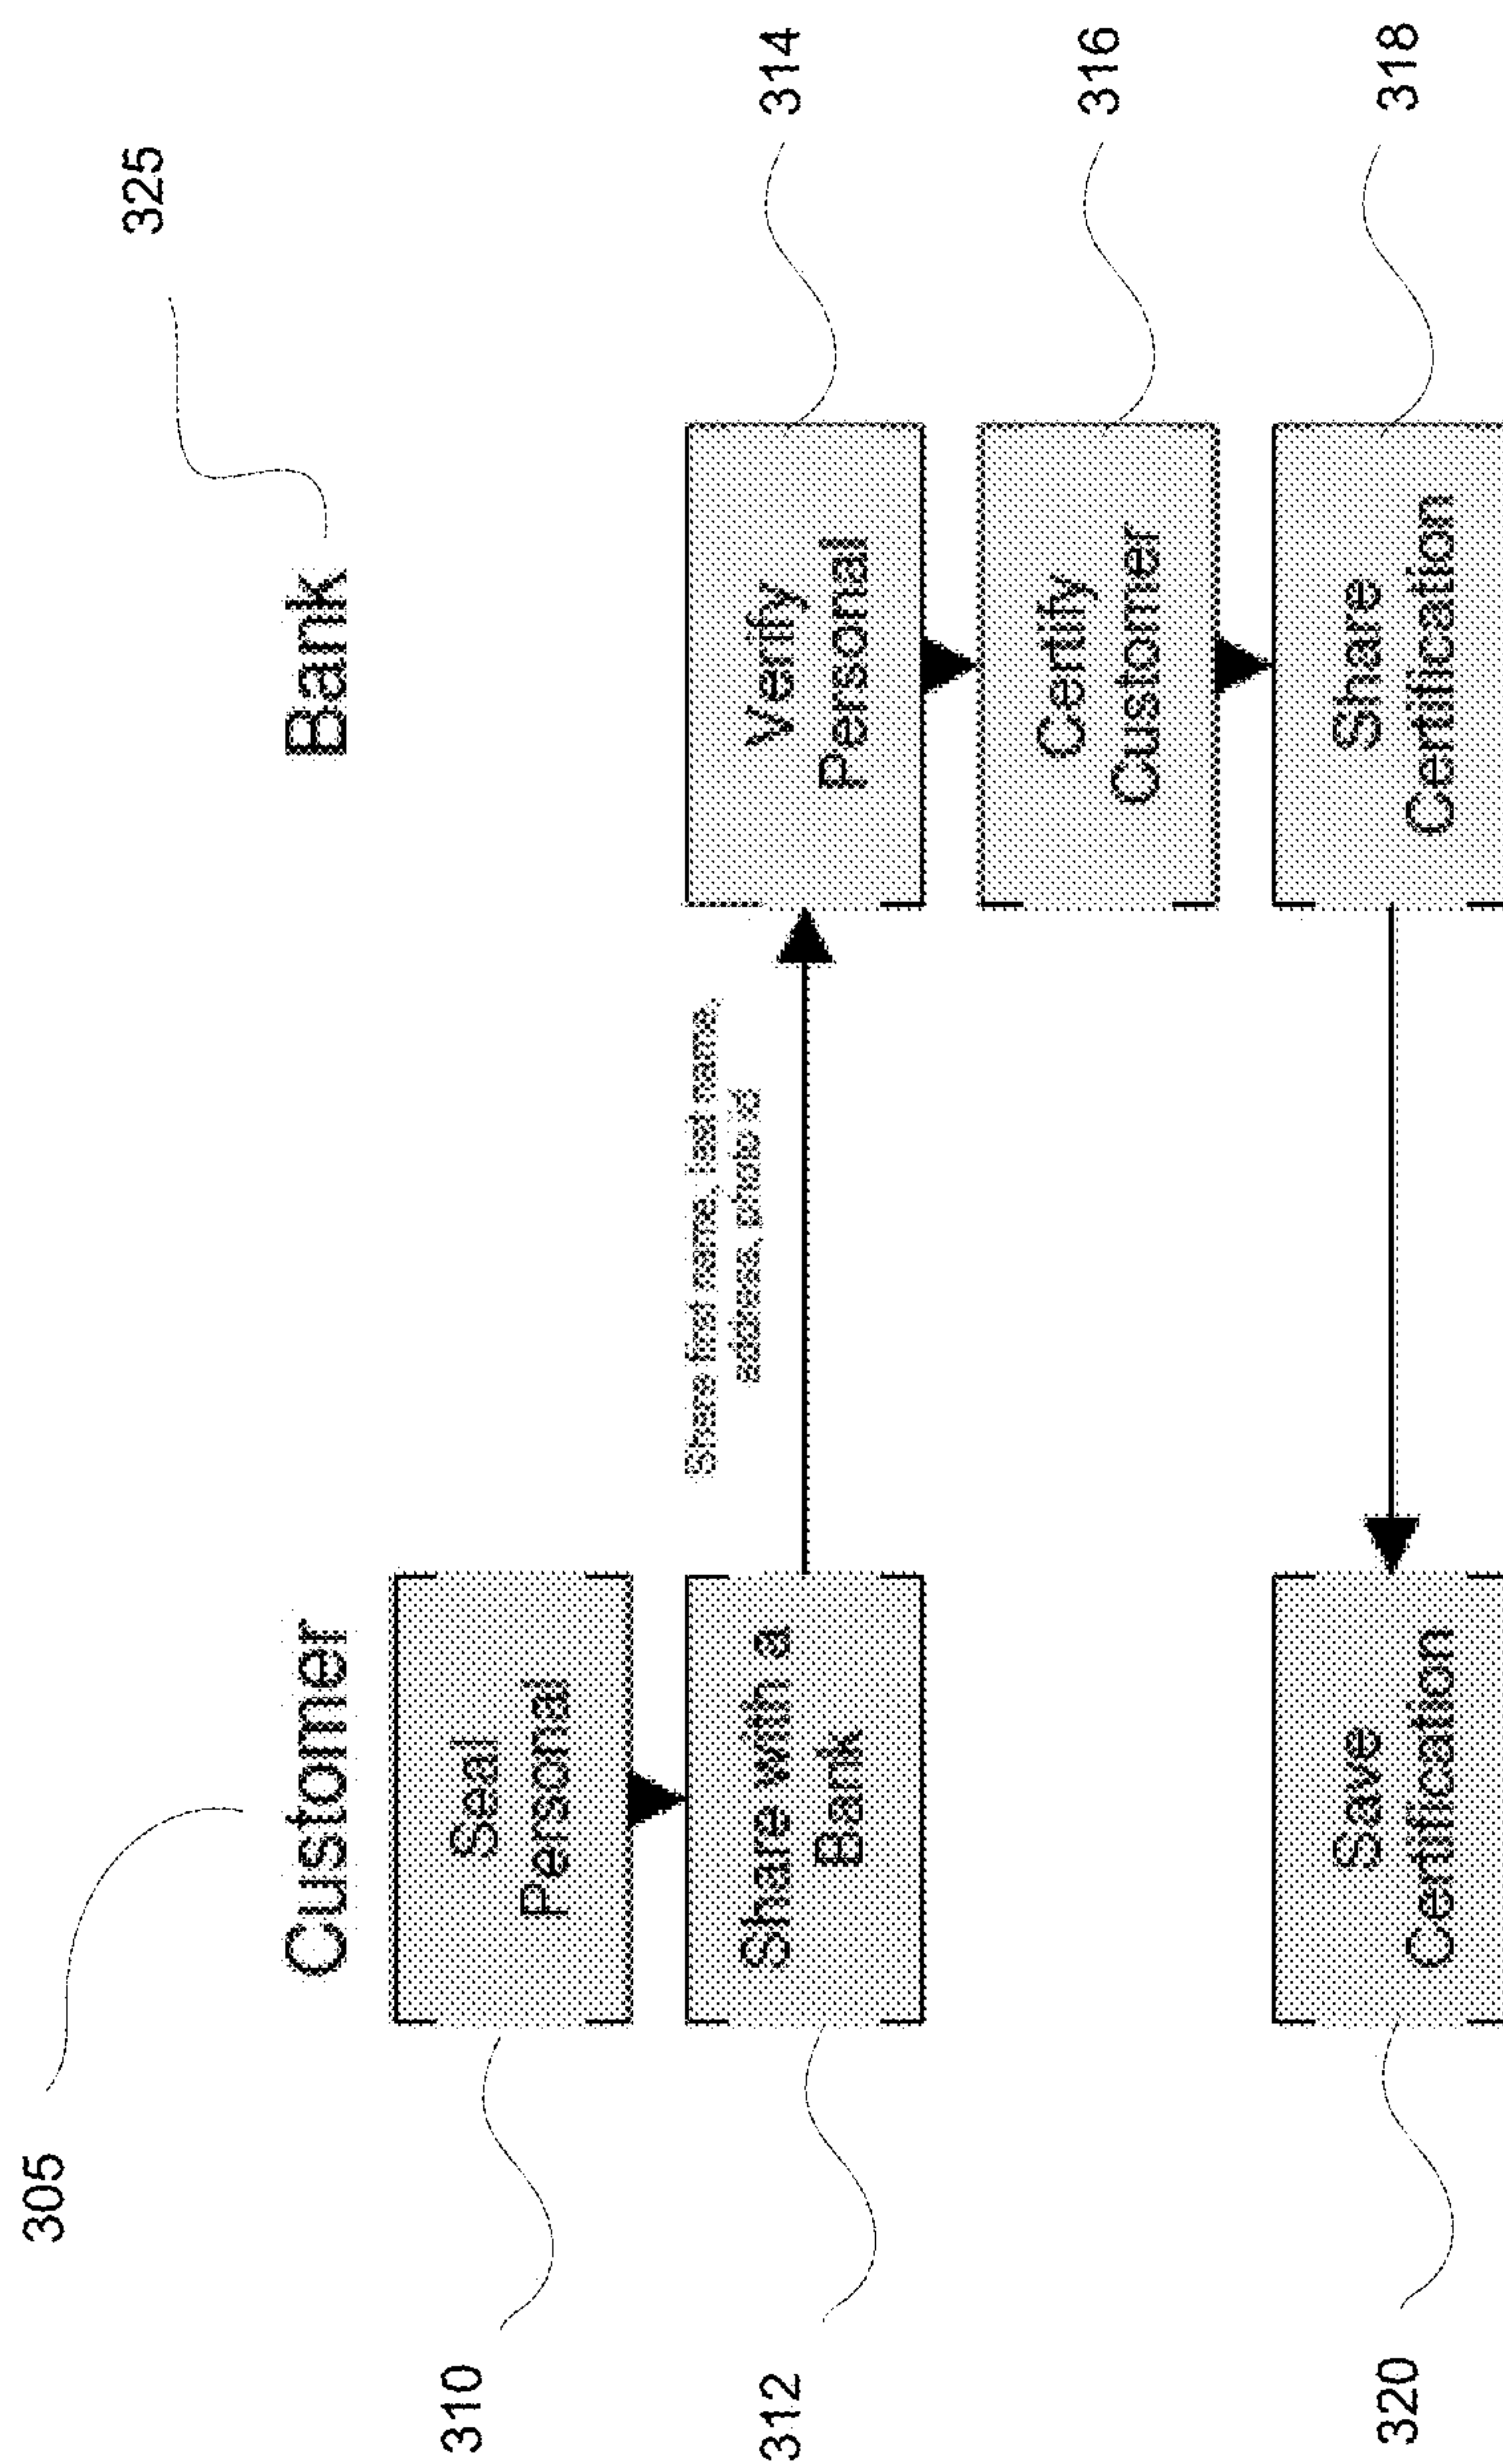 325
305
Customer
Bank
310
Seal
Personal
312
Share with a
Bank
Share first name, last name,
address, photo id
Verify
Personal
314
Certify
Customer
316
320
Save
Certification
Share
Certification
318